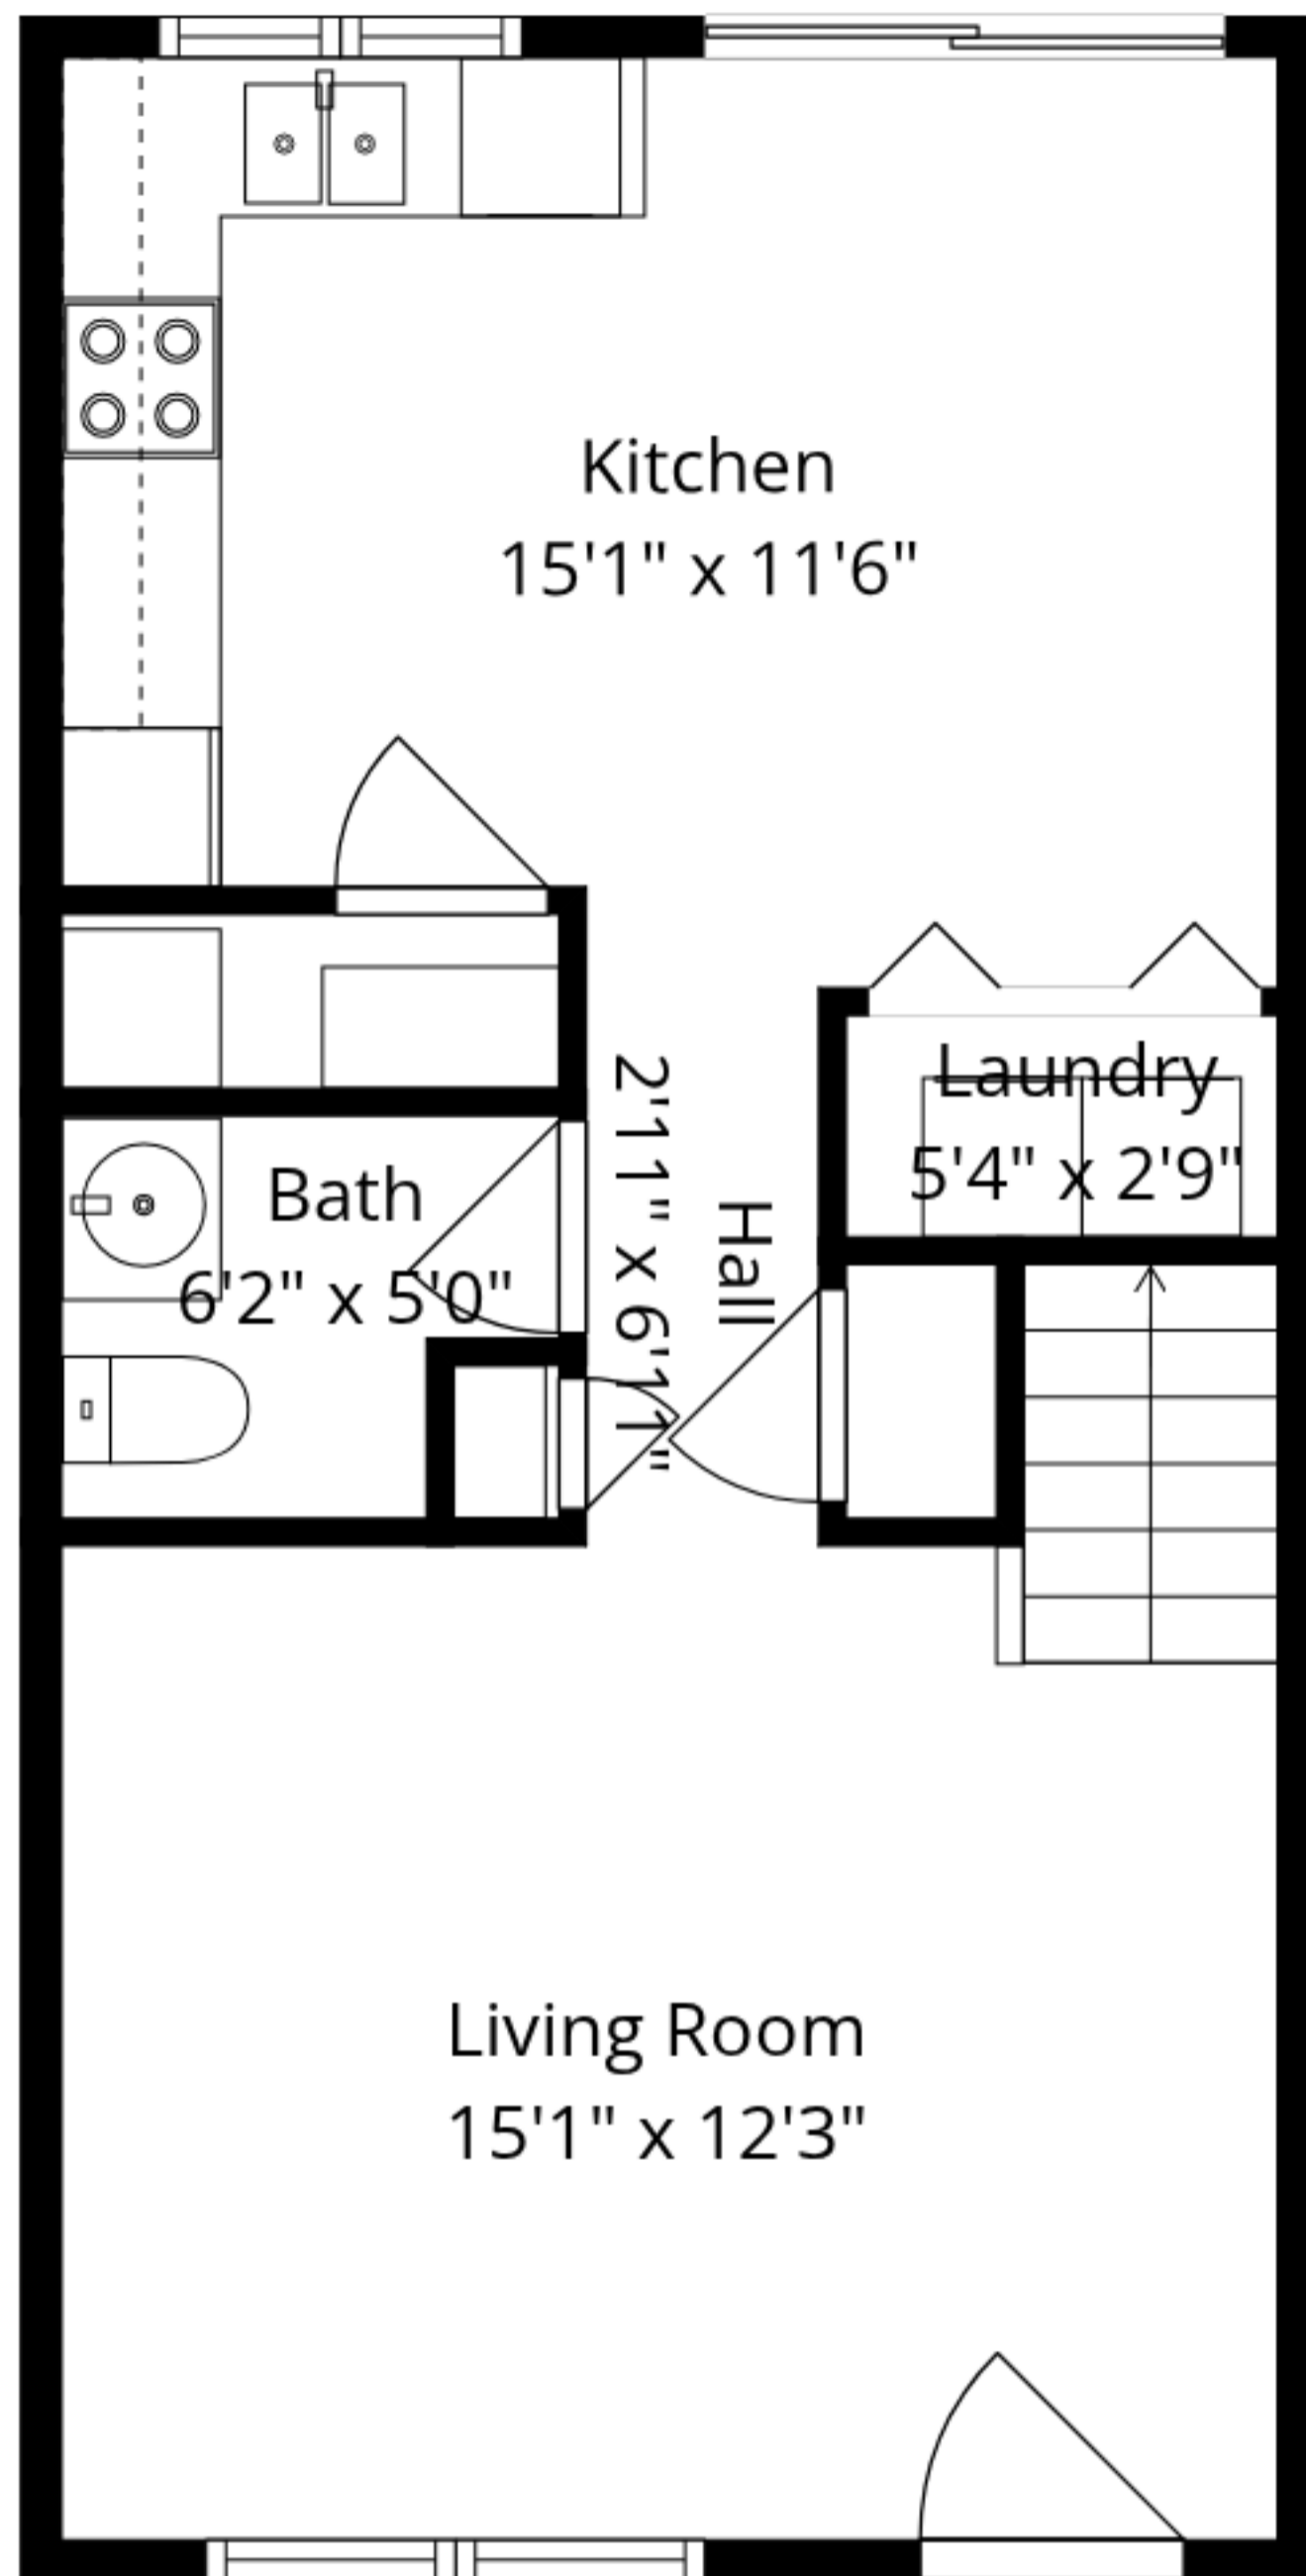 Kitchen
15'1" x 11'6"
Laundry
5'4" x 2'9"
Bath
6'2" x 5'0"
Hall
2'11" x 6'11"
Living Room
15'1" x 12'3"